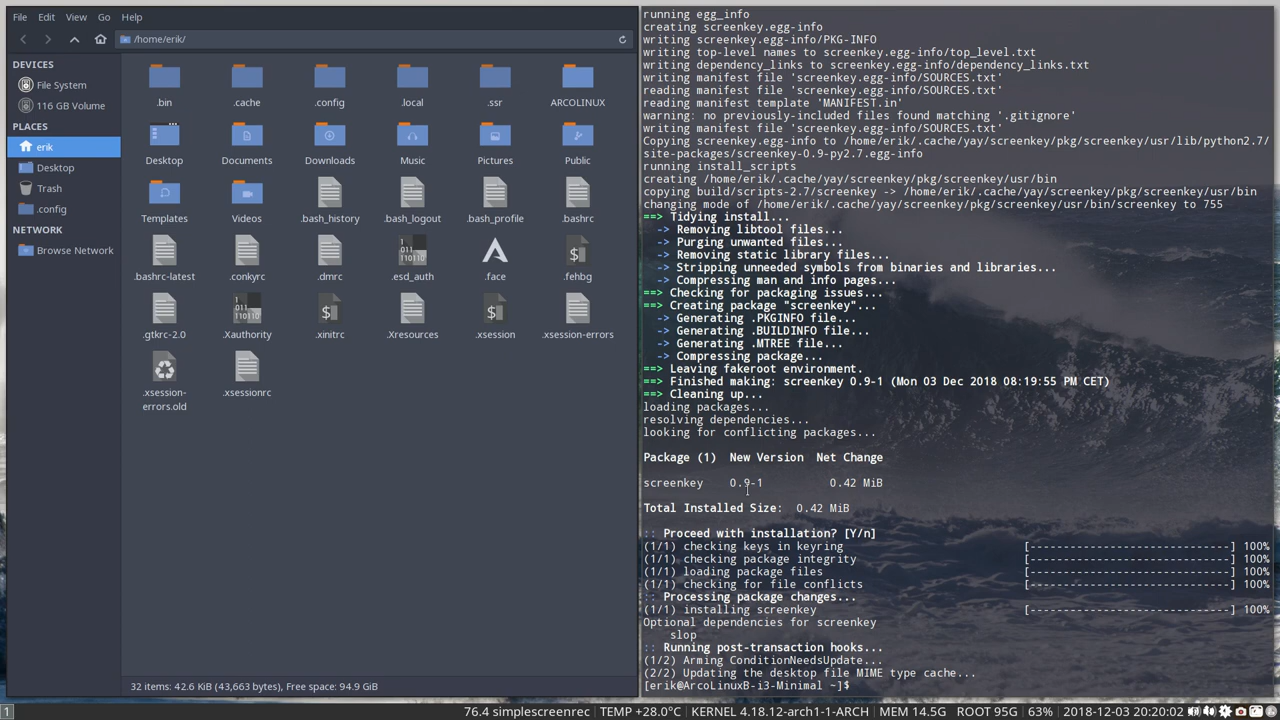 File Edit View Go Help
/home/erik/
DEVICES
File System
116 GB Volume
PLACES
erik
Desktop
Trash
.config
NETWORK
Browse Network
.bin .cache .config .local .ssr ARCOLINUX
Desktop Documents Downloads Music Pictures Public
Templates Videos .bash_history .bash_logout .bash_profile .bashrc
.bashrc-latest .conkyrc .dmrc .esd_auth .face .fehbg
.gtkrc-2.0 .Xauthority .xinitrc .Xresources .xsession .xsession-errors
.xsession-errors.old .xsessionrc
32 items: 42.6 KiB (43,663 bytes), Free space: 94.9 GiB
running egg_info
creating screenkey.egg-info
writing screenkey.egg-info/PKG-INFO
writing top-level names to screenkey.egg-info/top_level.txt
writing dependency_links to screenkey.egg-info/dependency_links.txt
writing manifest file 'screenkey.egg-info/SOURCES.txt'
reading manifest file 'screenkey.egg-info/SOURCES.txt'
reading manifest template 'MANIFEST.in'
warning: no previously-included files found matching '.gitignore'
writing manifest file 'screenkey.egg-info/SOURCES.txt'
Copying screenkey.egg-info to /home/erik/.cache/yay/screenkey/pkg/screenkey/usr/lib/python2.7/
site-packages/screenkey-0.9-py2.7.egg-info
running install_scripts
creating /home/erik/.cache/yay/screenkey/pkg/screenkey/usr/bin
copying build/scripts-2.7/screenkey -> /home/erik/.cache/yay/screenkey/pkg/screenkey/usr/bin
changing mode of /home/erik/.cache/yay/screenkey/pkg/screenkey/usr/bin/screenkey to 755
==> Tidying install...
-> Removing libtool files...
-> Purging unwanted files...
-> Removing static library files...
-> Stripping unneeded symbols from binaries and libraries...
-> Compressing man and info pages...
==> Checking for packaging issues...
==> Creating package "screenkey"...
-> Generating .PKGINFO file...
-> Generating .BUILDINFO file...
-> Generating .MTREE file...
-> Compressing package...
==> Leaving fakeroot environment.
==> Finished making: screenkey 0.9-1 (Mon 03 Dec 2018 08:19:55 PM CET)
==> Cleaning up...
loading packages...
resolving dependencies...
looking for conflicting packages...
Package (1) New Version Net Change
screenkey 0.9-1 0.42 MiB
Total Installed Size: 0.42 MiB
:: Proceed with installation? [Y/n]
(1/1) checking keys in keyring [------------------------------] 100%
(1/1) checking package integrity [------------------------------] 100%
(1/1) loading package files [------------------------------] 100%
(1/1) checking for file conflicts [------------------------------] 100%
:: Processing package changes...
(1/1) installing screenkey [------------------------------] 100%
Optional dependencies for screenkey
slop
:: Running post-transaction hooks...
(1/2) Arming ConditionNeedsUpdate...
(2/2) Updating the desktop file MIME type cache...
[erik@ArcoLinuxB-i3-Minimal ~]$
1 76.4 simplescreenrec TEMP +28.0°C KERNEL 4.18.12-arch1-1-ARCH MEM 14.5G ROOT 95G 63% 2018-12-03 20:20:02